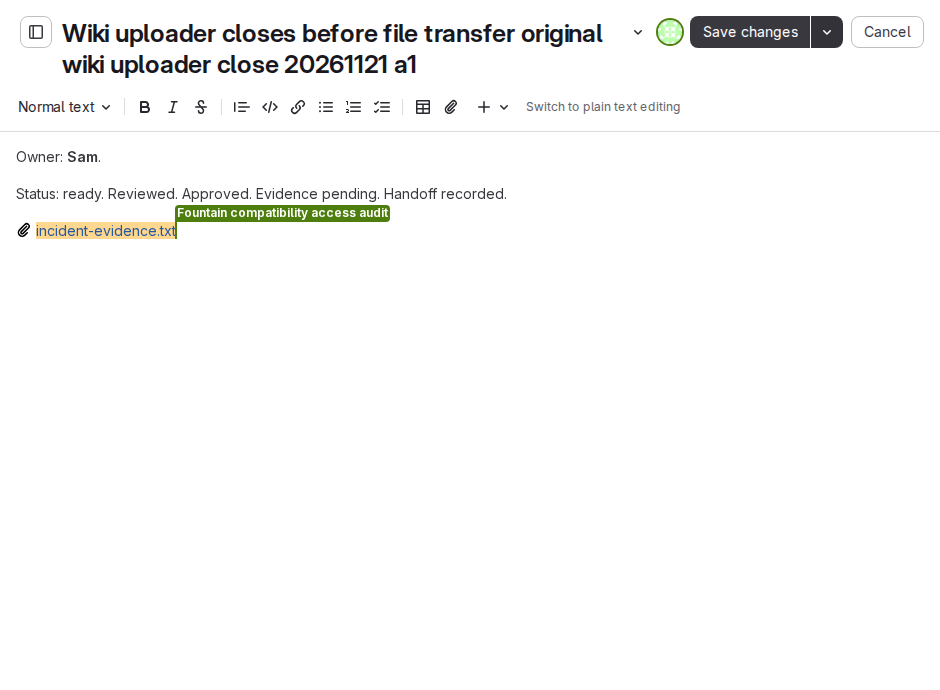 Wiki uploader closes before file transfer original
wiki uploader close 20261121 a1
Save changes
Cancel
Normal text
Switch to plain text editing
Owner: Sam.
Status: ready. Reviewed. Approved. Evidence pending. Handoff recorded.
Fountain compatibility access audit
incident-evidence.txt